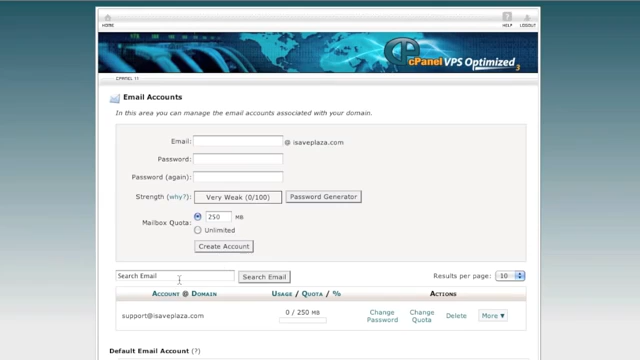 HOME
HELP
LOGOUT
cPanel VPS Optimized 3
CPANEL 11
Email Accounts
In this area you can manage the email accounts associated with your domain.
Email:
@ isaveplaza.com
Password:
Password (again):
Strength (why?):
Very Weak (0/100)
Password Generator
Mailbox Quota:
250 MB
Unlimited
Create Account
Search Email
Search Email
Results per page: 10
ACCOUNT @ DOMAIN
USAGE / QUOTA / %
ACTIONS
support@isaveplaza.com
0 / 250 MB
Change Password
Change Quota
Delete
More ▼
Default Email Account (?)